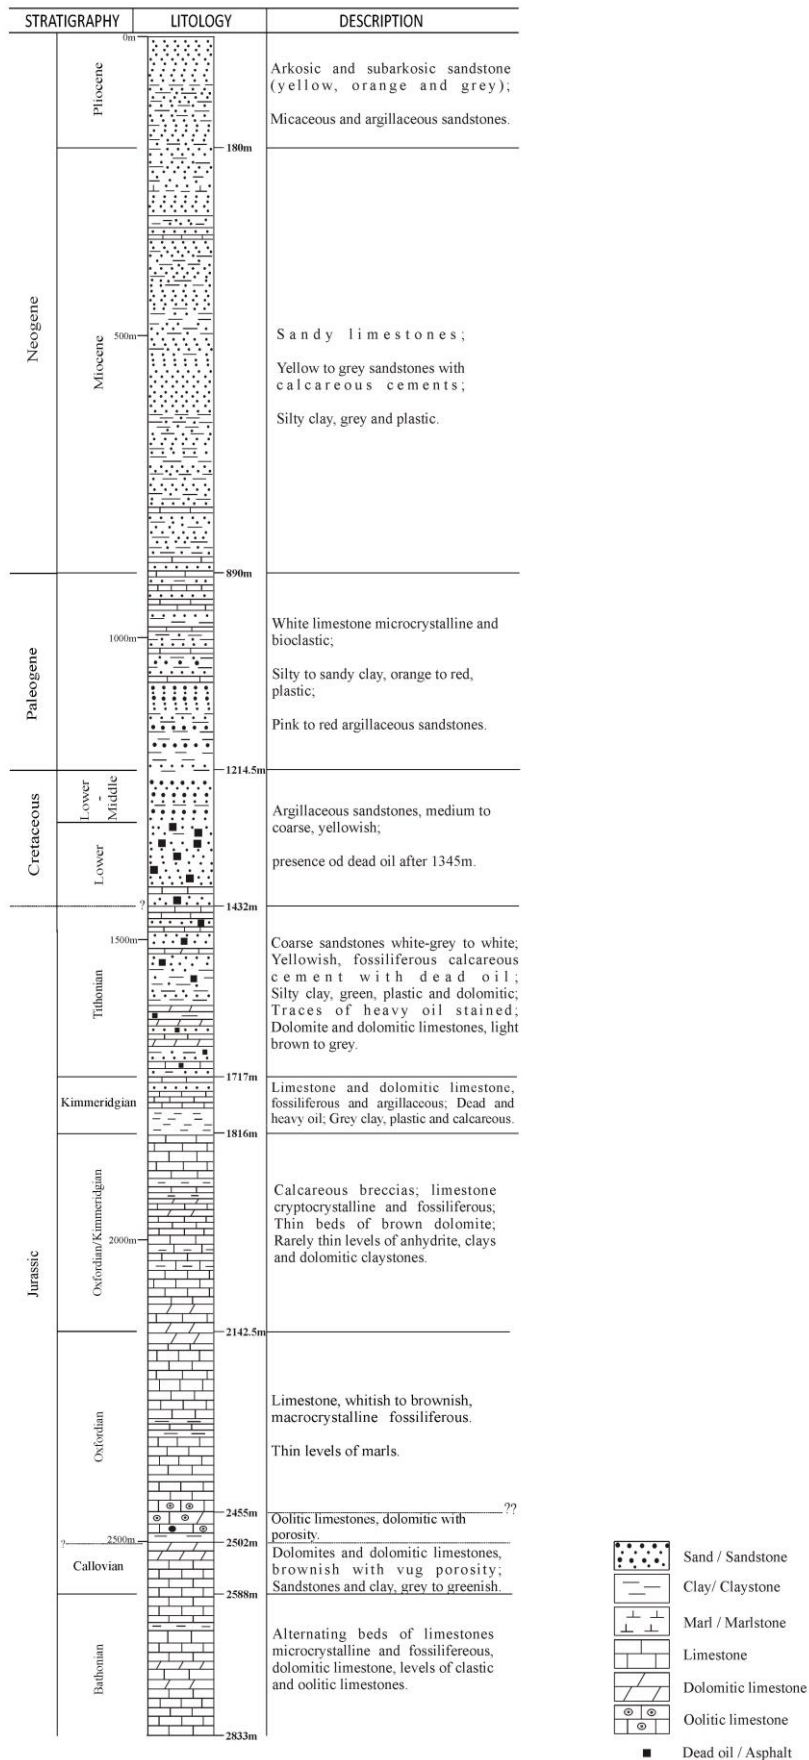 STRATIGRAPHY LITOLOGY DESCRIPTION
0m
Neogene
Pliocene
Arkosic and subarkosic sandstone
(yellow, orange and grey);
Micaceous and argillaceous sandstones.
180m
Miocene
500m
Sandy limestones;
Yellow to grey sandstones with
calcareous cements;
Silty clay, grey and plastic.
890m
Paleogene
1000m
White limestone microcrystalline and
bioclastic;
Silty to sandy clay, orange to red,
plastic;
Pink to red argillaceous sandstones.
1214.5m
Cretaceous
Lower
-
Middle
Lower
Argillaceous sandstones, medium to
coarse, yellowish;
presence od dead oil after 1345m.
? 1432m
Jurassic
Tithonian
1500m
Coarse sandstones white-grey to white;
Yellowish, fossiliferous calcareous
cement with dead oil;
Silty clay, green, plastic and dolomitic;
Traces of heavy oil stained;
Dolomite and dolomitic limestones, light
brown to grey.
1717m
Kimmeridgian
Limestone and dolomitic limestone,
fossiliferous and argillaceous; Dead and
heavy oil; Grey clay, plastic and calcareous.
1816m
Oxfordian/Kimmeridgian
2000m
Calcareous breccias; limestone
cryptocrystalline and fossiliferous;
Thin beds of brown dolomite;
Rarely thin levels of anhydrite, clays
and dolomitic claystones.
2142.5m
Oxfordian
Limestone, whitish to brownish,
macrocrystalline fossiliferous.
Thin levels of marls.
2455m ??
Oolitic limestones, dolomitic with
porosity.
2500m
? 2502m
Callovian
Dolomites and dolomitic limestones,
brownish with vug porosity;
Sandstones and clay, grey to greenish.
2588m
Bathonian
Alternating beds of limestones
microcrystalline and fossilifereous,
dolomitic limestone, levels of clastic
and oolitic limestones.
2833m
Sand / Sandstone
Clay/ Claystone
Marl / Marlstone
Limestone
Dolomitic limestone
Oolitic limestone
Dead oil / Asphalt